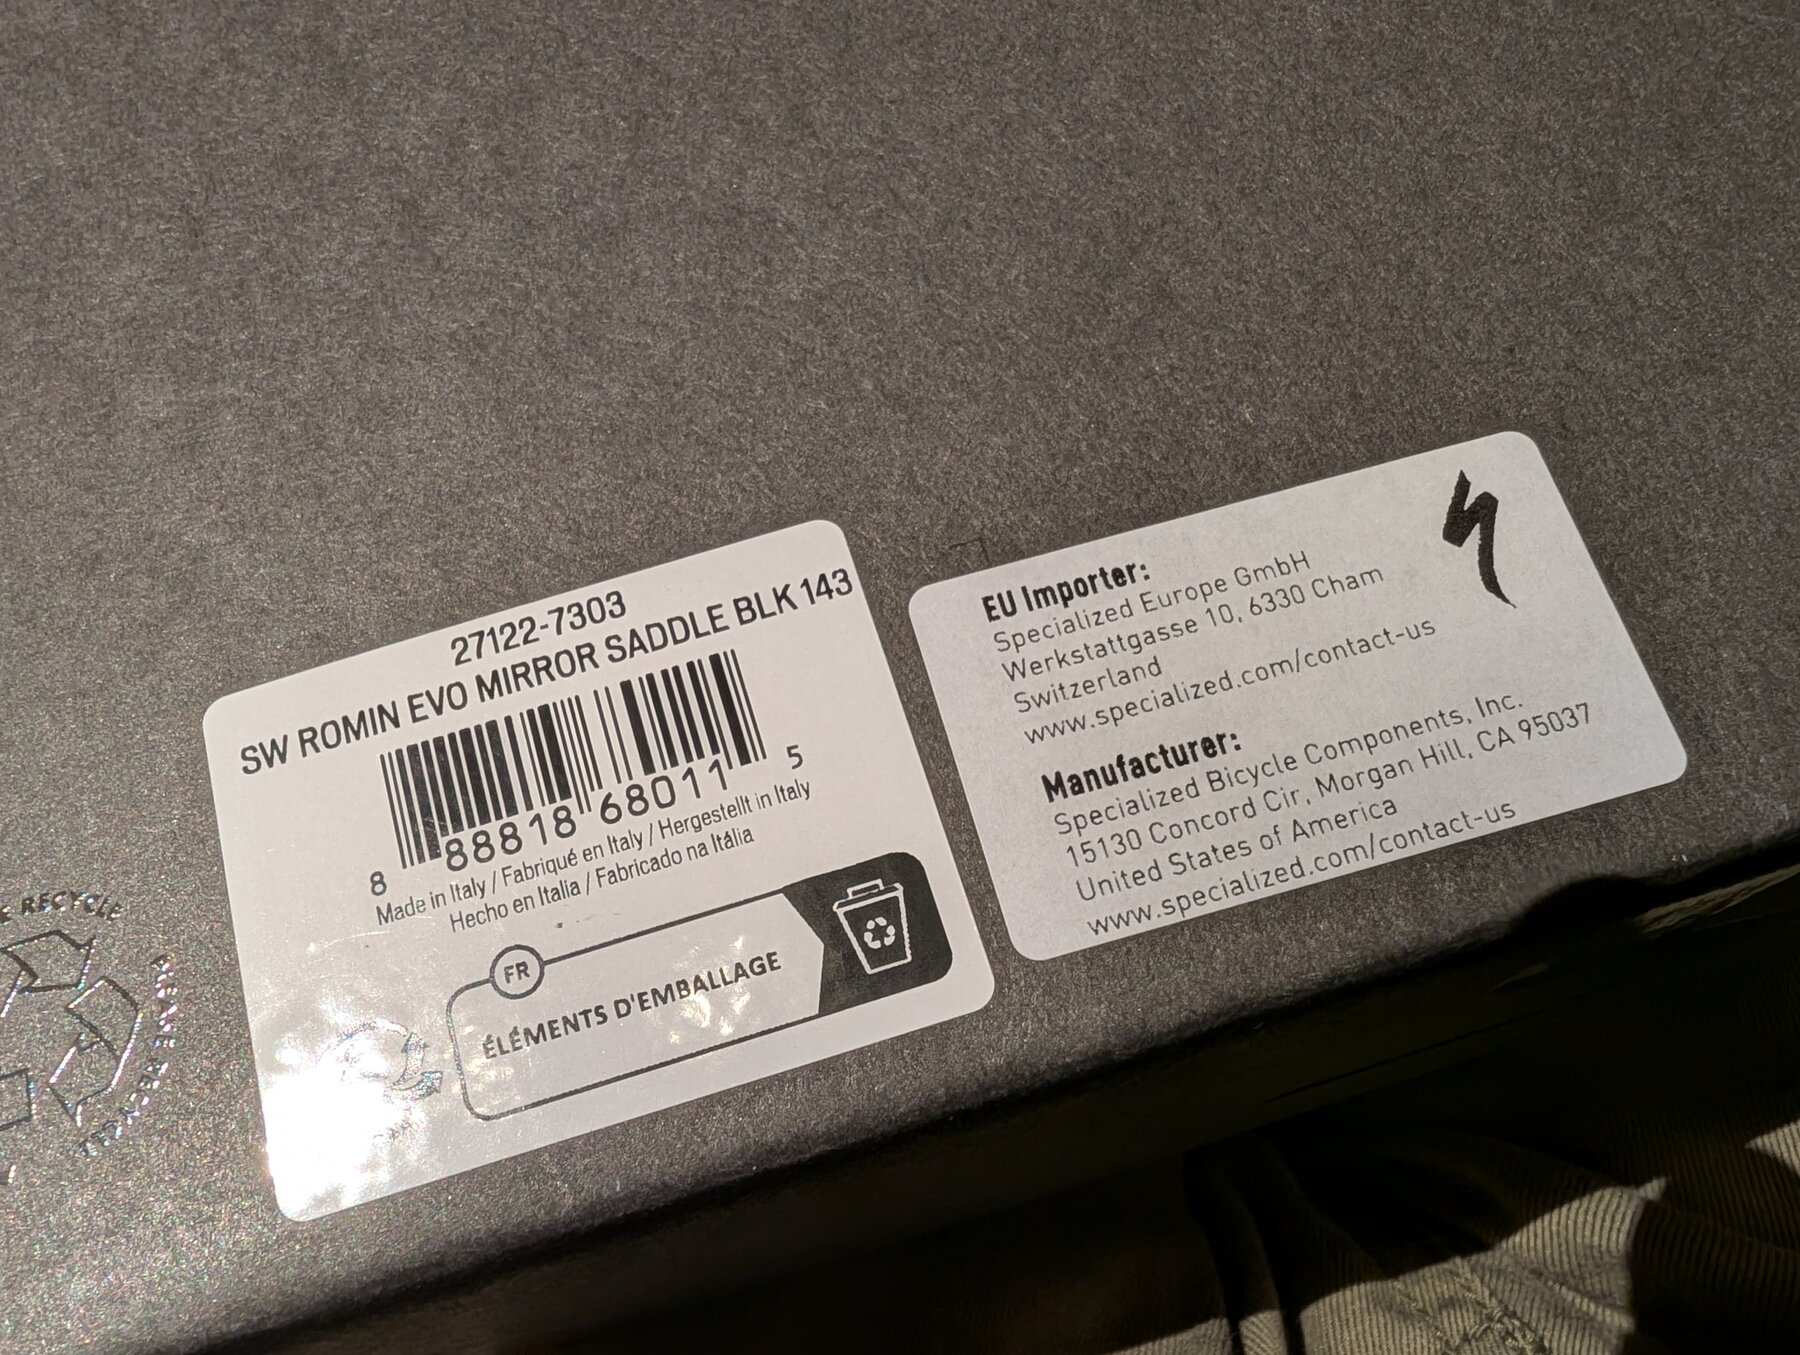 27122-7303
SW ROMIN EVO MIRROR SADDLE BLK 143
8 88818 68011 5
Made in Italy / Fabriqué en Italy / Hergestellt in Italy
Hecho en Italia / Fabricado na Itália
FR
ÉLÉMENTS D'EMBALLAGE
EU Importer:
Specialized Europe GmbH
Werkstattgasse 10, 6330 Cham
Switzerland
www.specialized.com/contact-us
Manufacturer:
Specialized Bicycle Components, Inc.
15130 Concord Cir, Morgan Hill, CA 95037
United States of America
www.specialized.com/contact-us
RECYCLE